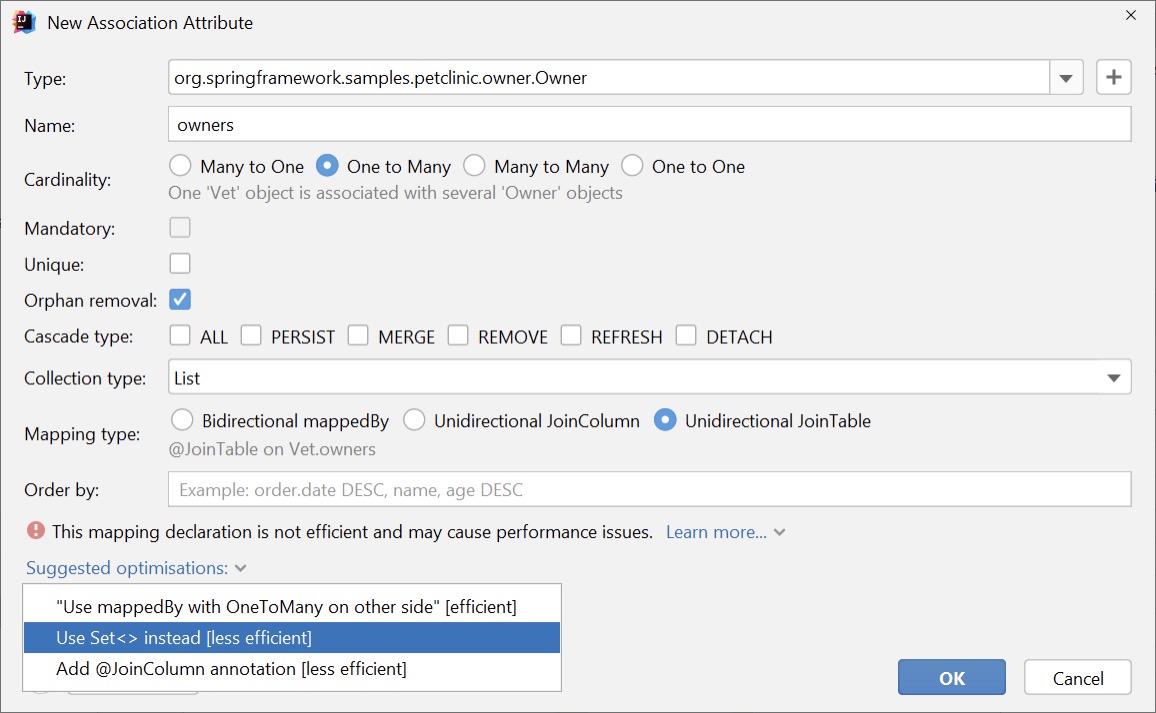 New Association Attribute
Type: org.springframework.samples.petclinic.owner.Owner
Name: owners
Cardinality: Many to One One to Many Many to Many One to One
One 'Vet' object is associated with several 'Owner' objects
Mandatory:
Unique:
Orphan removal:
Cascade type: ALL PERSIST MERGE REMOVE REFRESH DETACH
Collection type: List
Mapping type: Bidirectional mappedBy Unidirectional JoinColumn Unidirectional JoinTable
@JoinTable on Vet.owners
Order by: Example: order.date DESC, name, age DESC
This mapping declaration is not efficient and may cause performance issues. Learn more...
Suggested optimisations:
"Use mappedBy with OneToMany on other side" [efficient]
Use Set<> instead [less efficient]
Add @JoinColumn annotation [less efficient]
OK Cancel